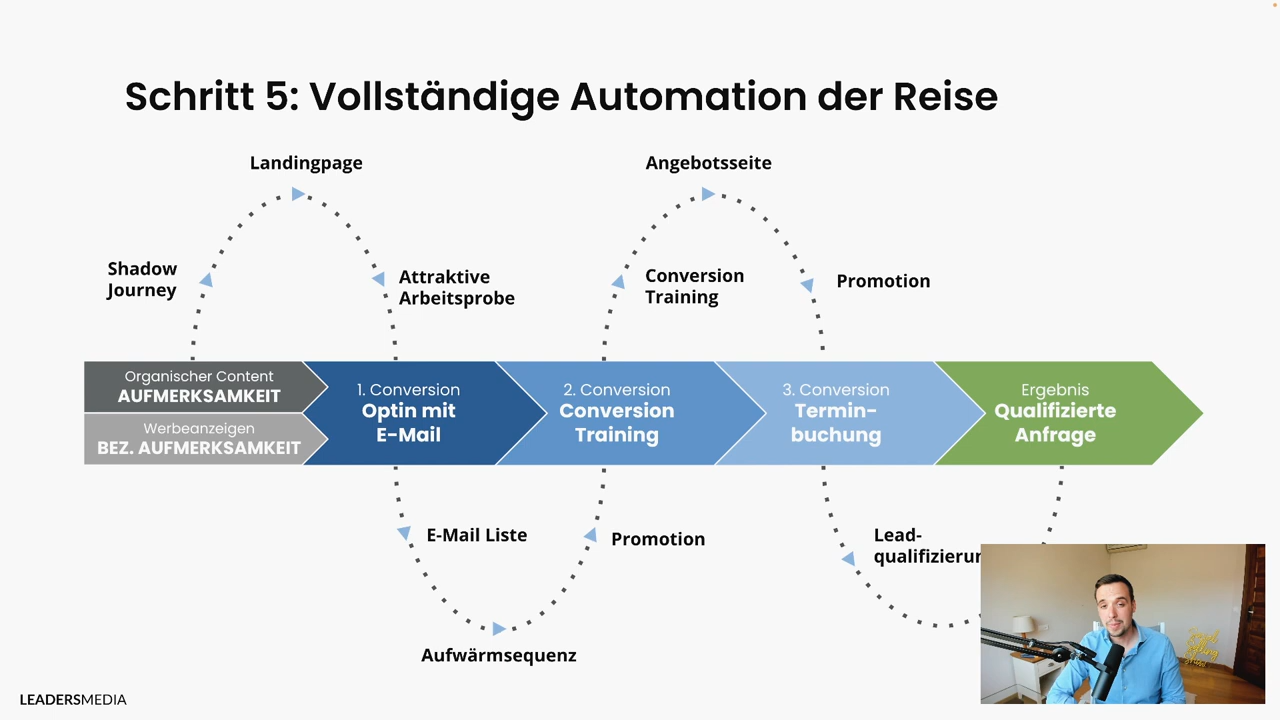 Schritt 5: Vollständige Automation der Reise
Landingpage
Angebotsseite
Shadow
Journey
Attraktive
Arbeitsprobe
Conversion
Training
Promotion
Organischer Content
AUFMERKSAMKEIT
Werbeanzeigen
BEZ. AUFMERKSAMKEIT
1. Conversion
Optin mit
E-Mail
2. Conversion
Conversion
Training
3. Conversion
Termin-
buchung
Ergebnis
Qualifizierte
Anfrage
E-Mail Liste
Promotion
Lead-
Aufwärmsequenz
LEADERSMEDIA